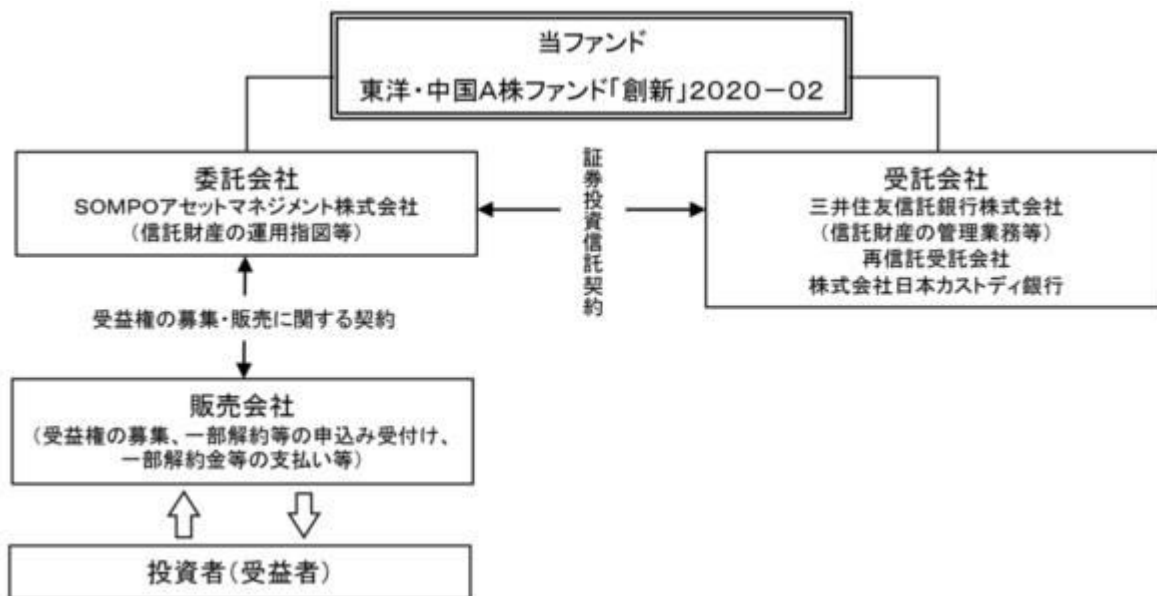 当ファンド
東洋・中国A株ファンド「創新」2020－02
委託会社
SOMPOアセットマネジメント株式会社
（信託財産の運用指図等）
証券投資信託契約
受託会社
三井住友信託銀行株式会社
（信託財産の管理業務等）
再信託受託会社
株式会社日本カストディ銀行
受益権の募集・販売に関する契約
販売会社
（受益権の募集、一部解約等の申込み受付け、
一部解約金等の支払い等）
投資者（受益者）